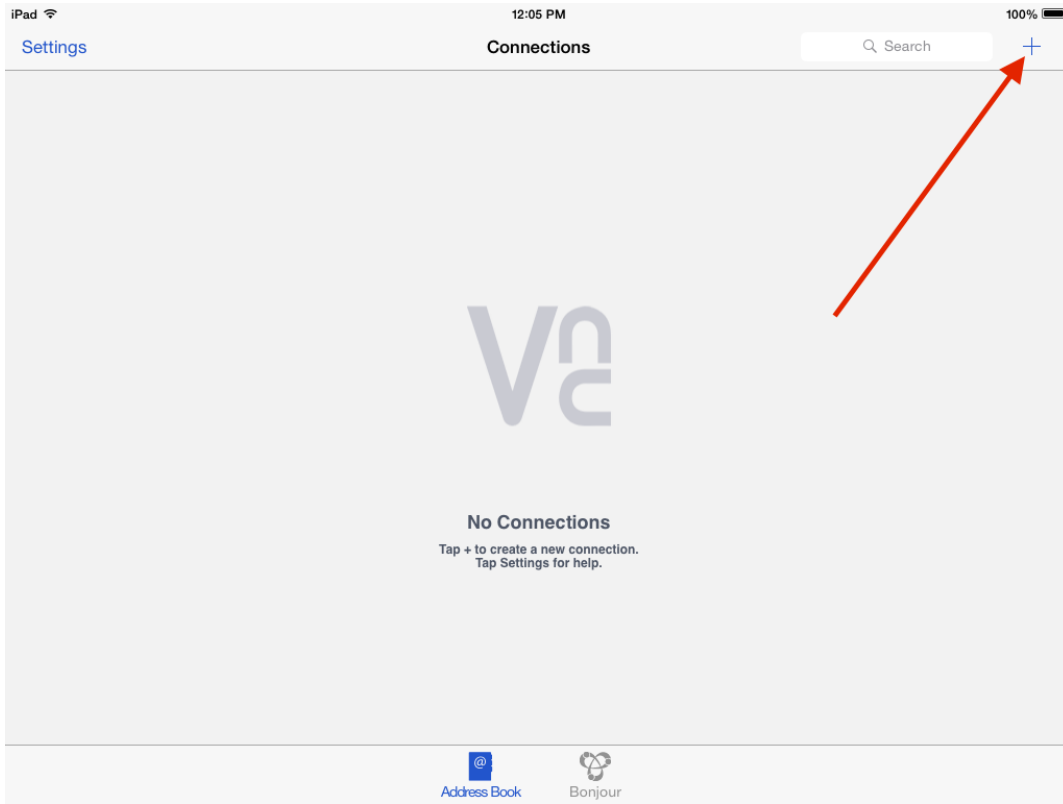 iPad 12:05 PM 100%
Settings Connections Search +
Vnc
No Connections
Tap + to create a new connection.
Tap Settings for help.
@
Address Book Bonjour